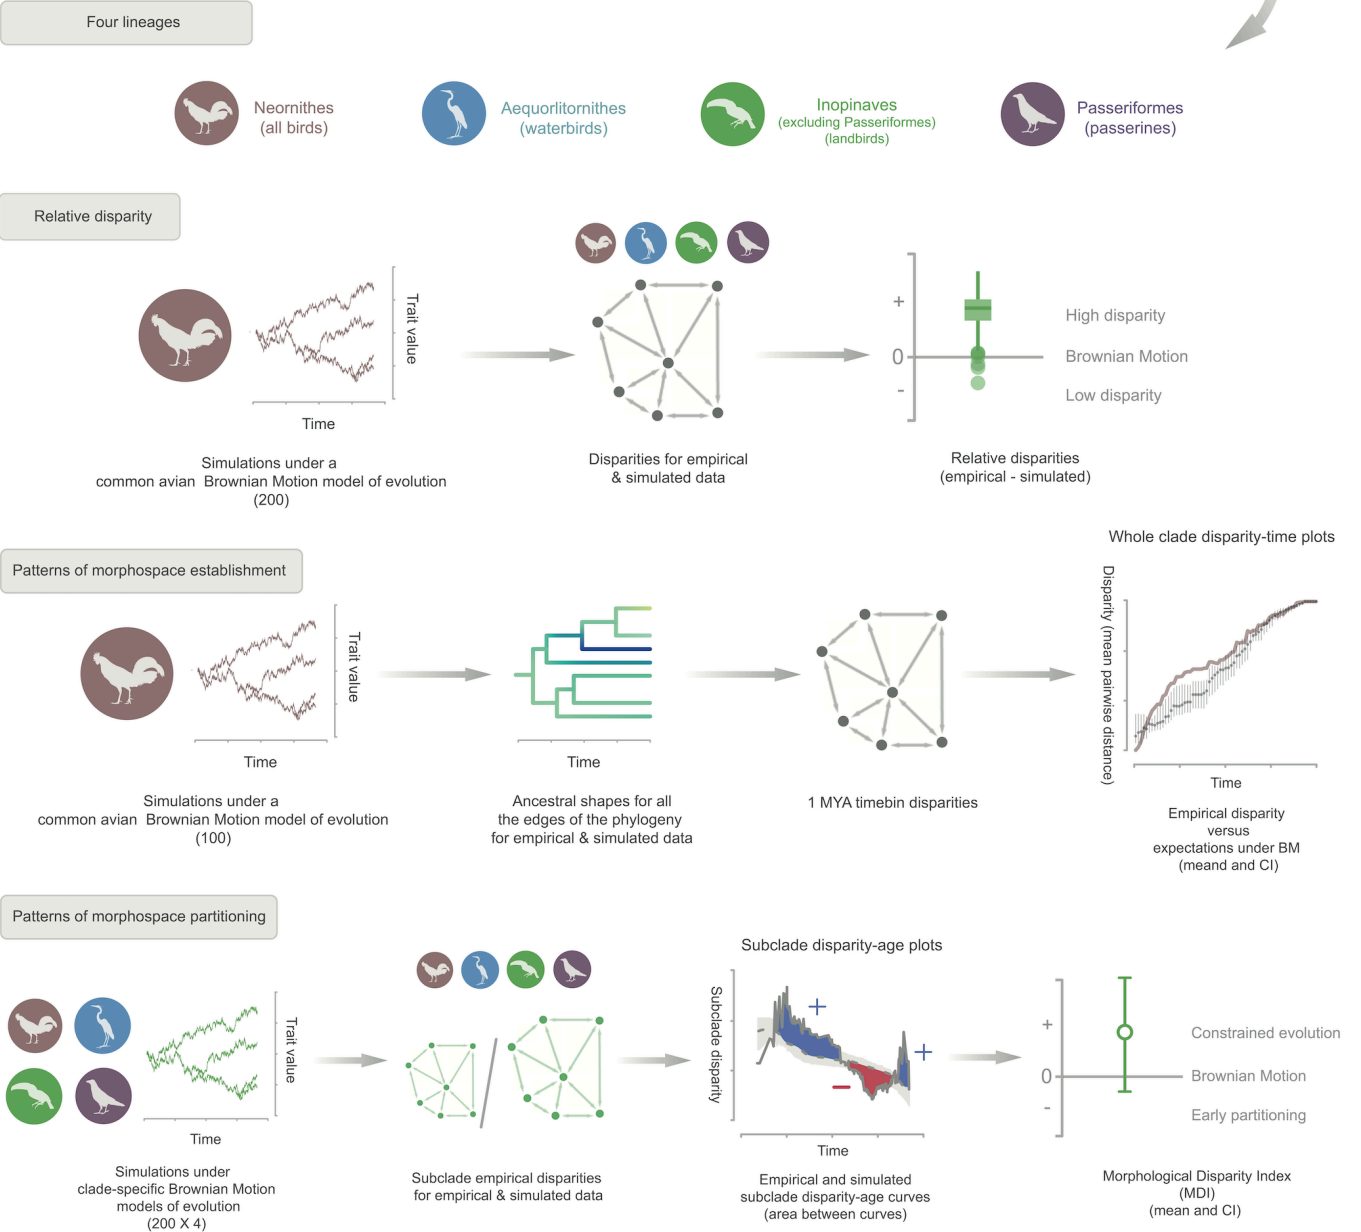 Four lineages
Neornithes
(all birds)
Aequorlitornithes
(waterbirds)
Inopinaves
(excluding Passeriformes)
(landbirds)
Passeriformes
(passerines)
Relative disparity
Trait value
Time
Simulations under a
common avian Brownian Motion model of evolution
(200)
Disparities for empirical
& simulated data
+
0
-
High disparity
Brownian Motion
Low disparity
Relative disparities
(empirical - simulated)
Patterns of morphospace establishment
Trait value
Time
Simulations under a
common avian Brownian Motion model of evolution
(100)
Time
Ancestral shapes for all
the edges of the phylogeny
for empirical & simulated data
1 MYA timebin disparities
Whole clade disparity-time plots
Disparity (mean pairwise distance)
Time
Empirical disparity
versus
expectations under BM
(meand and CI)
Patterns of morphospace partitioning
Trait value
Time
Simulations under
clade-specific Brownian Motion
models of evolution
(200 X 4)
Subclade empirical disparities
for empirical & simulated data
Subclade disparity-age plots
Subclade disparity
+
+
−
Time
Empirical and simulated
subclade disparity-age curves
(area between curves)
+
0
-
Constrained evolution
Brownian Motion
Early partitioning
Morphological Disparity Index
(MDI)
(mean and CI)